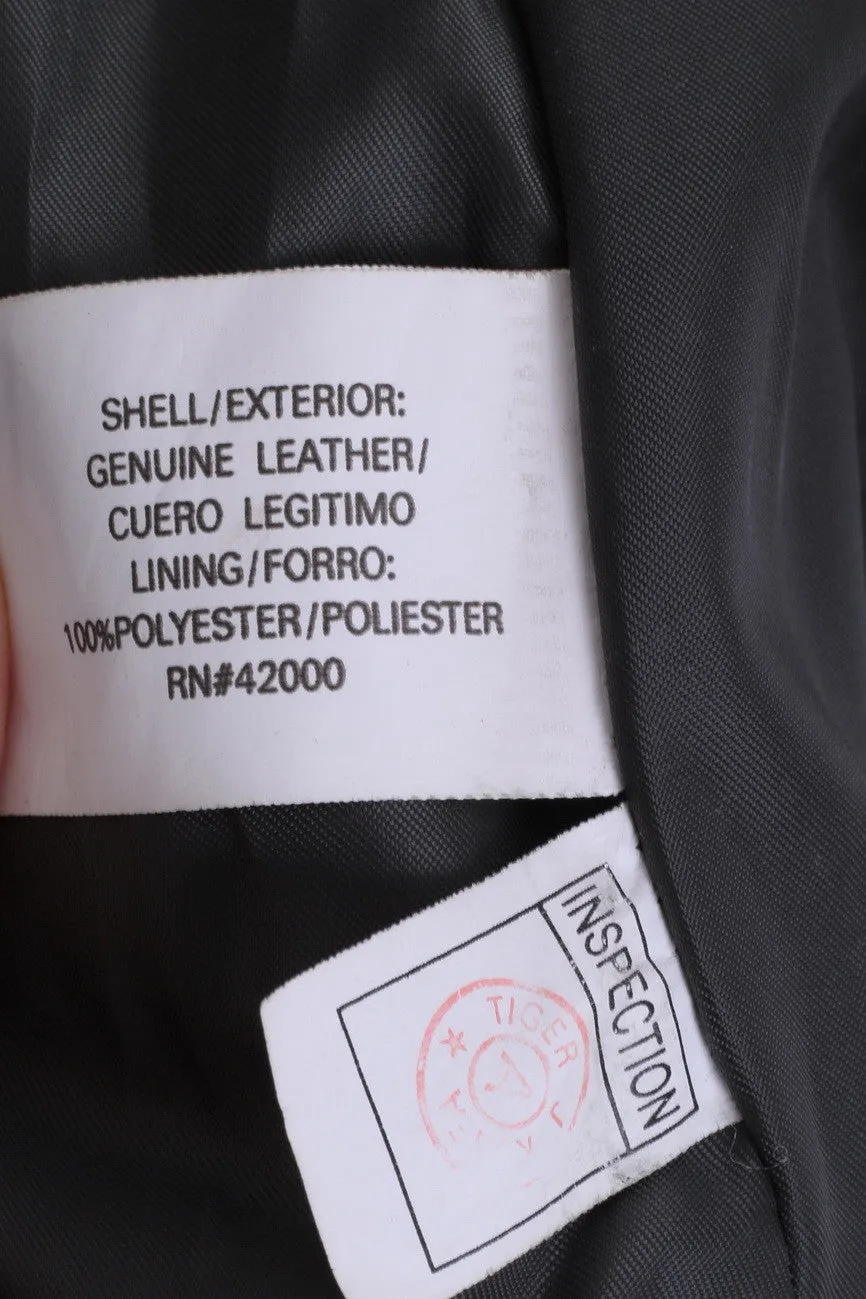 SHELL/EXTERIOR:
GENUINE LEATHER/
CUERO LEGITIMO
LINING/FORRO:
100%POLYESTER/POLIESTER
RN#42000
INSPECTION
TIGER